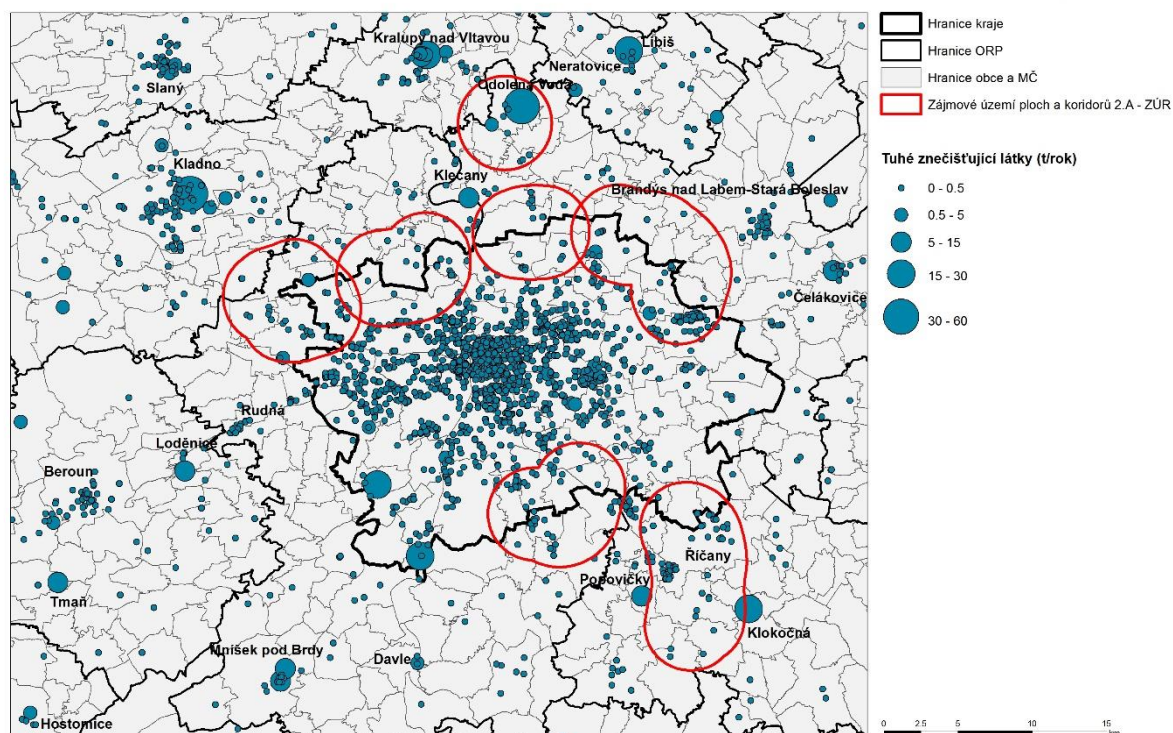 Kralupy nad Vltavou
Libiš
Neratovice
Slaný
Odolena Voda
Kladno
Klecany
Brandýs nad Labem-Stará Boleslav
Čelákovice
Rudná
Loděnice
Beroun
Říčany
Popovičky
Tmaň
Klokočná
Mníšek pod Brdy
Davle
Hostomice
Hranice kraje
Hranice ORP
Hranice obce a MČ
Zájmové území ploch a koridorů 2.A - ZÚR
Tuhé znečišťující látky (t/rok)
0 - 0.5
0.5 - 5
5 - 15
15 - 30
30 - 60
0 2.5 5 10 15
km